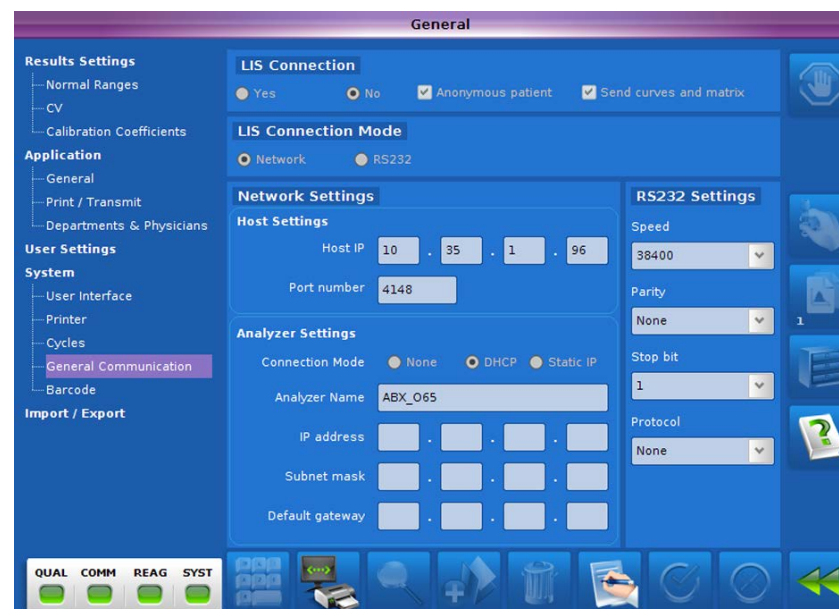 General
Results Settings
Normal Ranges
CV
Calibration Coefficients
Application
General
Print / Transmit
Departments & Physicians
User Settings
System
User Interface
Printer
Cycles
General Communication
Barcode
Import / Export
LIS Connection
Yes No Anonymous patient Send curves and matrix
LIS Connection Mode
Network RS232
Network Settings
Host Settings
Host IP 10 . 35 . 1 . 96
Port number 4148
Analyzer Settings
Connection Mode None DHCP Static IP
Analyzer Name ABX_O65
IP address . . .
Subnet mask . . .
Default gateway . . .
RS232 Settings
Speed
38400
Parity
None
Stop bit
1
Protocol
None
1
?
QUAL COMM REAG SYST